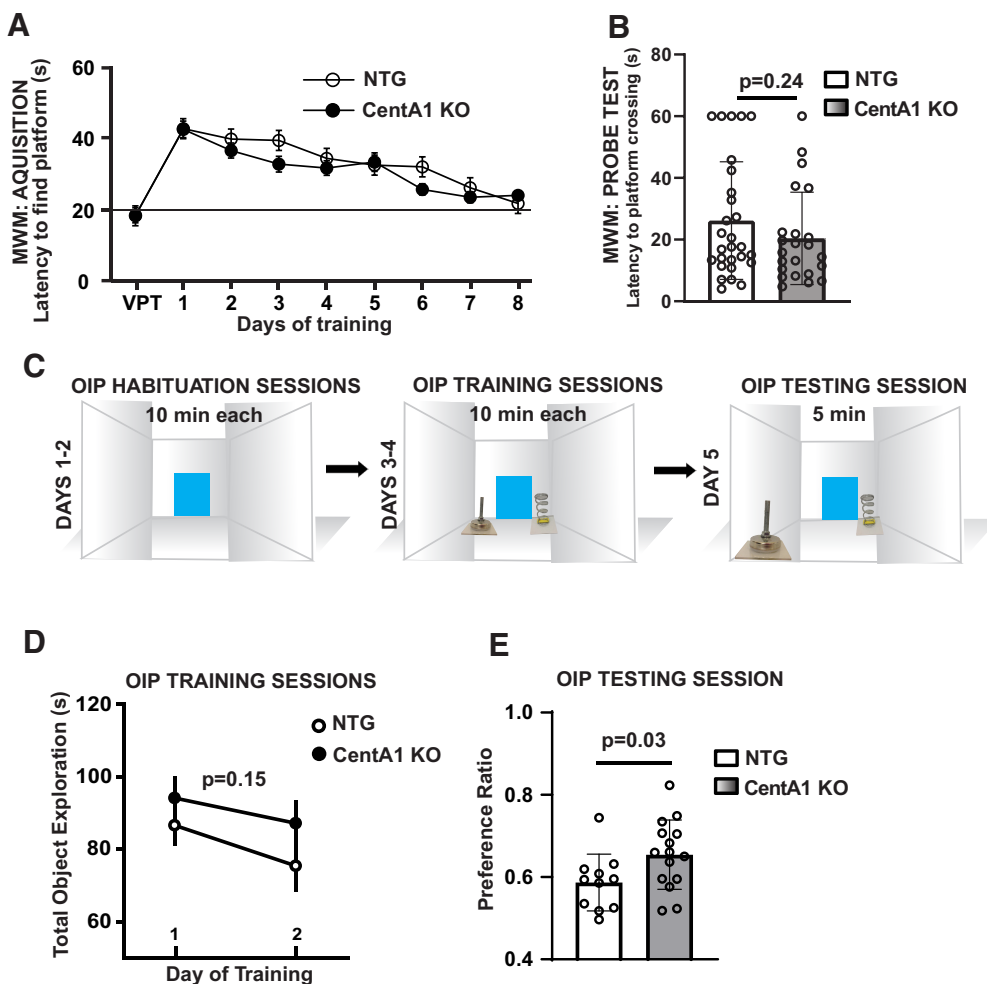 A
MWM: AQUISITION
Latency to find platform (s)
60
40
20
0
NTG
CentA1 KO
VPT 1 2 3 4 5 6 7 8
Days of training
B
MWM: PROBE TEST
Latency to platform crossing (s)
80
60
40
20
0
p=0.24
NTG
CentA1 KO
C
OIP HABITUATION SESSIONS
10 min each
DAYS 1-2
OIP TRAINING SESSIONS
10 min each
DAYS 3-4
OIP TESTING SESSION
5 min
DAY 5
D
OIP TRAINING SESSIONS
Total Object Exploration (s)
120
100
80
60
NTG
CentA1 KO
p=0.15
1 2
Day of Training
E
OIP TESTING SESSION
Preference Ratio
1.0
0.8
0.6
0.4
p=0.03
NTG
CentA1 KO